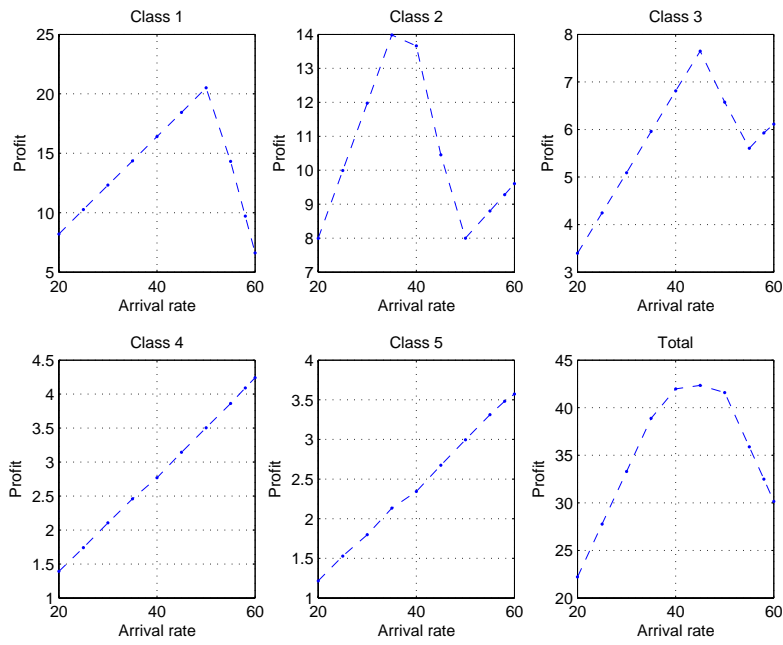 Class 1
25
20
15
10
5
Profit
20 40 60
Arrival rate
Class 2
14
13
12
11
10
9
8
7
Profit
20 40 60
Arrival rate
Class 3
8
7
6
5
4
3
Profit
20 40 60
Arrival rate
Class 4
4.5
4
3.5
3
2.5
2
1.5
1
Profit
20 40 60
Arrival rate
Class 5
4
3.5
3
2.5
2
1.5
1
Profit
20 40 60
Arrival rate
Total
45
40
35
30
25
20
Profit
20 40 60
Arrival rate